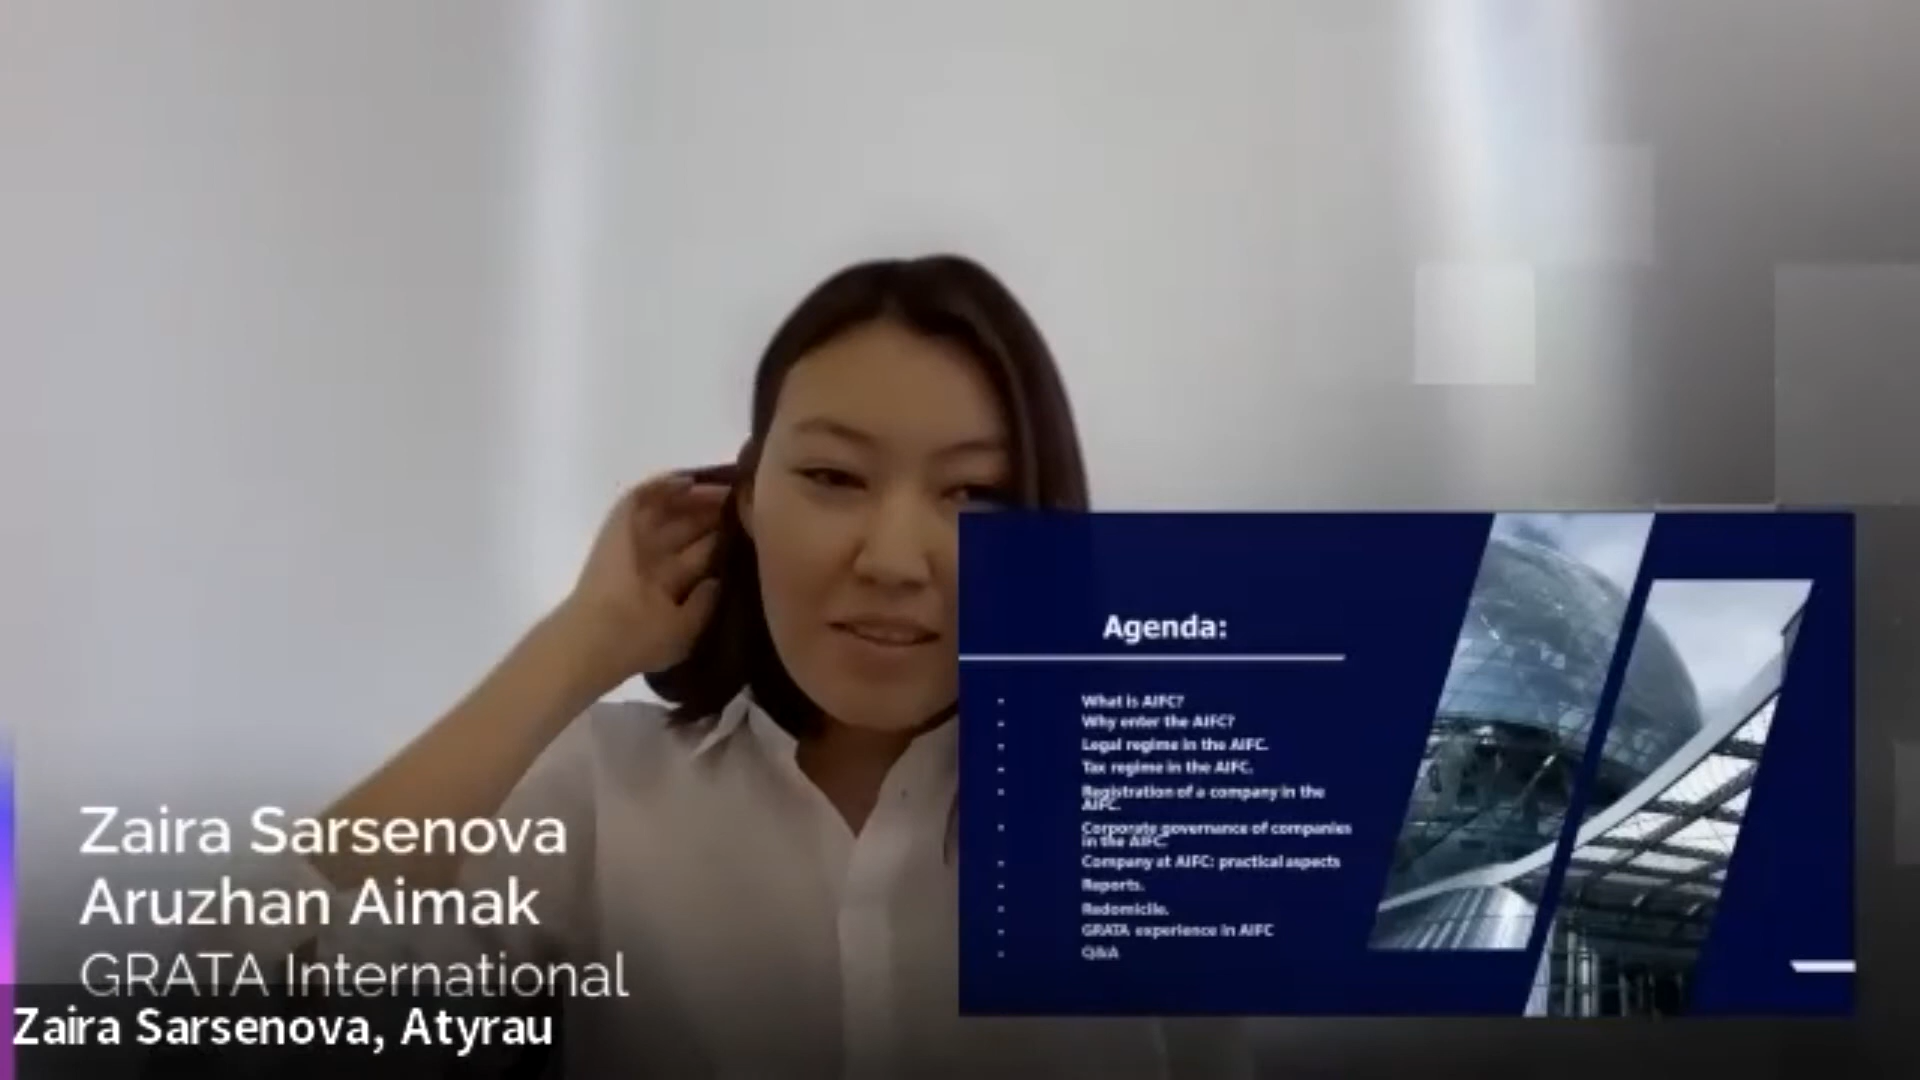 Agenda:
What is AIFC?
Why enter the AIFC?
Legal regime in the AIFC.
Tax regime in the AIFC.
Registration of a company in the
AIFC.
Corporate governance of companies
in the AIFC.
Company at AIFC: practical aspects
Reports.
Redomicile.
GRATA experience in AIFC
Q&A
Zaira Sarsenova
Aruzhan Aimak
GRATA International
Zaira Sarsenova, Atyrau